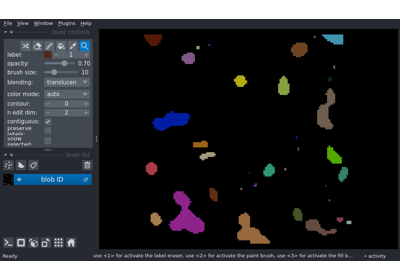 File View Window Plugins Help
layer controls
label: 1
opacity: 0.70
brush size: 10
blending: translucen
color mode: auto
contour: 0
n edit dim: 2
contiguous:
preserve
labels:
show
selected:
layer list
blob ID
Ready use <1> for activate the label eraser, use <2> for activate the paint brush, use <3> for activate the fill b... activity